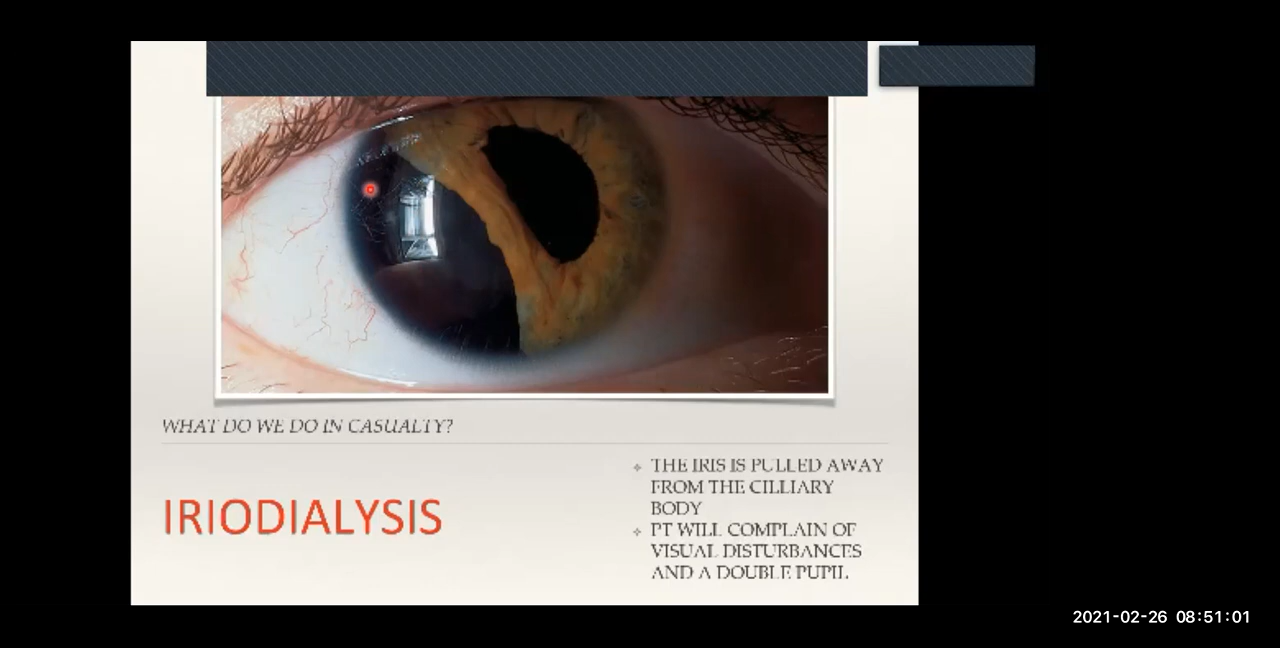 WHAT DO WE DO IN CASUALTY?
IRIODIALYSIS
THE IRIS IS PULLED AWAY
FROM THE CILLIARY
BODY
PT WILL COMPLAIN OF
VISUAL DISTURBANCES
AND A DOUBLE PUPIL
2021-02-26 08:51:01